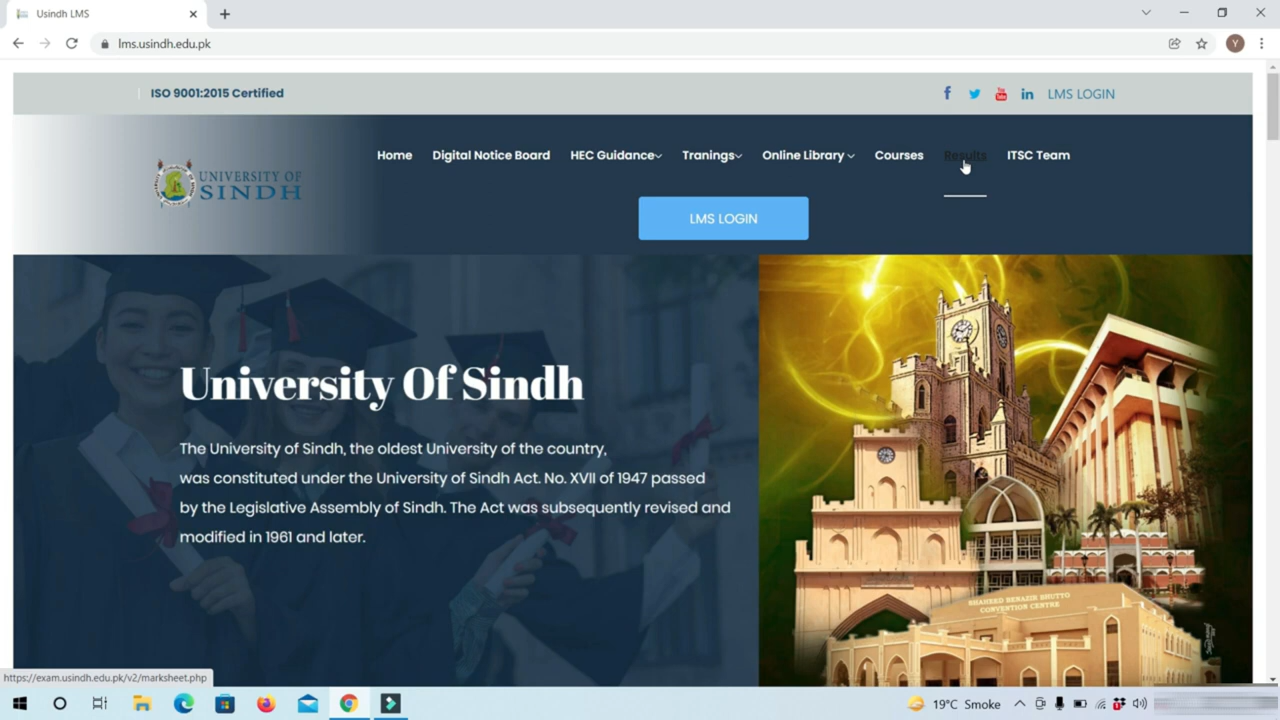 Usindh LMS
lms.usindh.edu.pk
Y
ISO 9001:2015 Certified
LMS LOGIN
UNIVERSITY OF
SINDH
Home Digital Notice Board HEC Guidance Tranings Online Library Courses Results ITSC Team
LMS LOGIN
University Of Sindh
The University of Sindh, the oldest University of the country,
was constituted under the University of Sindh Act. No. XVII of 1947 passed
by the Legislative Assembly of Sindh. The Act was subsequently revised and
modified in 1961 and later.
SHAHEED BENAZIR BHUTTO
CONVENTION CENTRE
https://exam.usindh.edu.pk/v2/marksheet.php
19°C Smoke